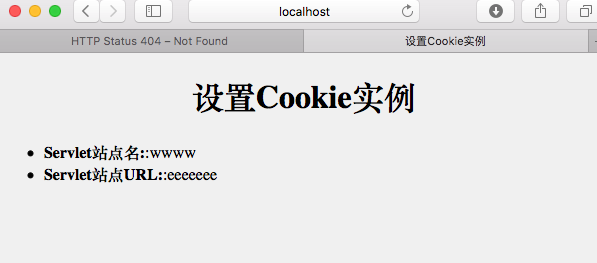 localhost
HTTP Status 404 – Not Found
设置Cookie实例
设置Cookie实例
Servlet站点名::wwww
Servlet站点URL::eeeeeee